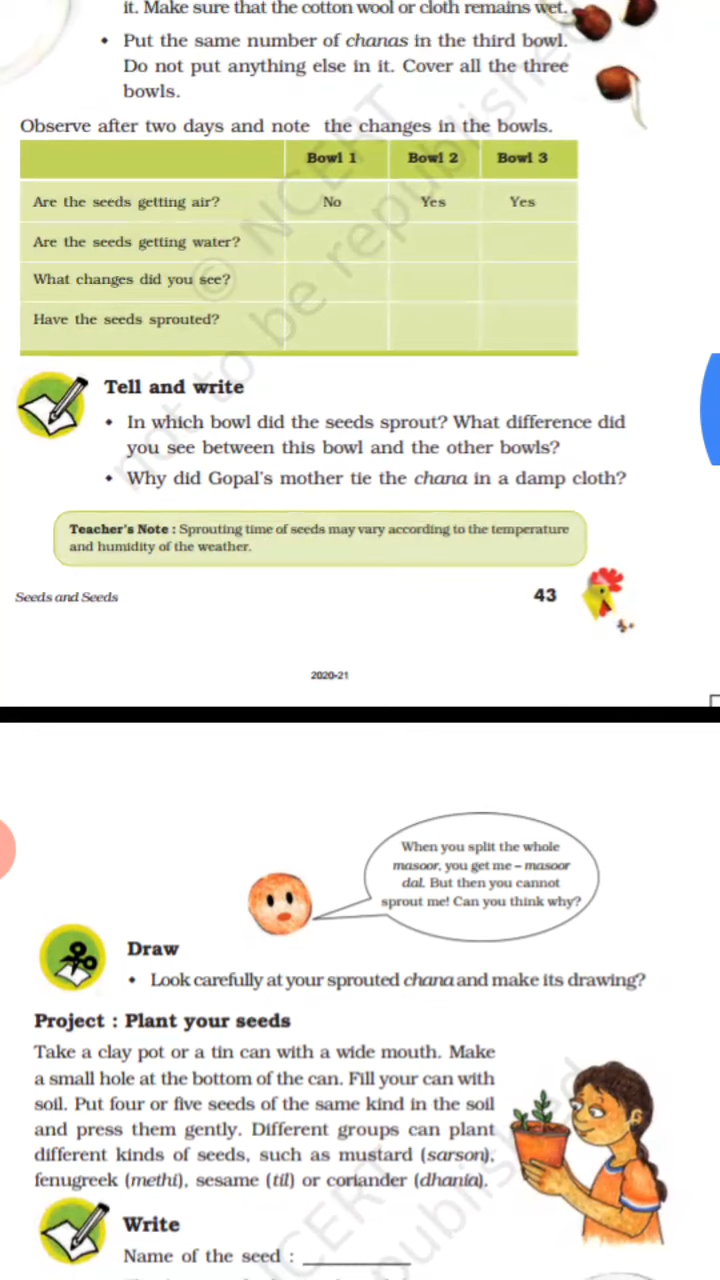 it. Make sure that the cotton wool or cloth remains wet.
• Put the same number of chanas in the third bowl.
Do not put anything else in it. Cover all the three
bowls.
Observe after two days and note the changes in the bowls.
Bowl 1 Bowl 2 Bowl 3
Are the seeds getting air? No Yes Yes
Are the seeds getting water?
What changes did you see?
Have the seeds sprouted?
Tell and write
• In which bowl did the seeds sprout? What difference did
you see between this bowl and the other bowls?
• Why did Gopal's mother tie the chana in a damp cloth?
Teacher's Note : Sprouting time of seeds may vary according to the temperature
and humidity of the weather.
Seeds and Seeds 43
2020-21
© NCERT
not to be republished
When you split the whole
masoor, you get me – masoor
dal. But then you cannot
sprout me! Can you think why?
Draw
• Look carefully at your sprouted chana and make its drawing?
Project : Plant your seeds
Take a clay pot or a tin can with a wide mouth. Make
a small hole at the bottom of the can. Fill your can with
soil. Put four or five seeds of the same kind in the soil
and press them gently. Different groups can plant
different kinds of seeds, such as mustard (sarson),
fenugreek (methi), sesame (til) or coriander (dhania).
Write
Name of the seed : ____________